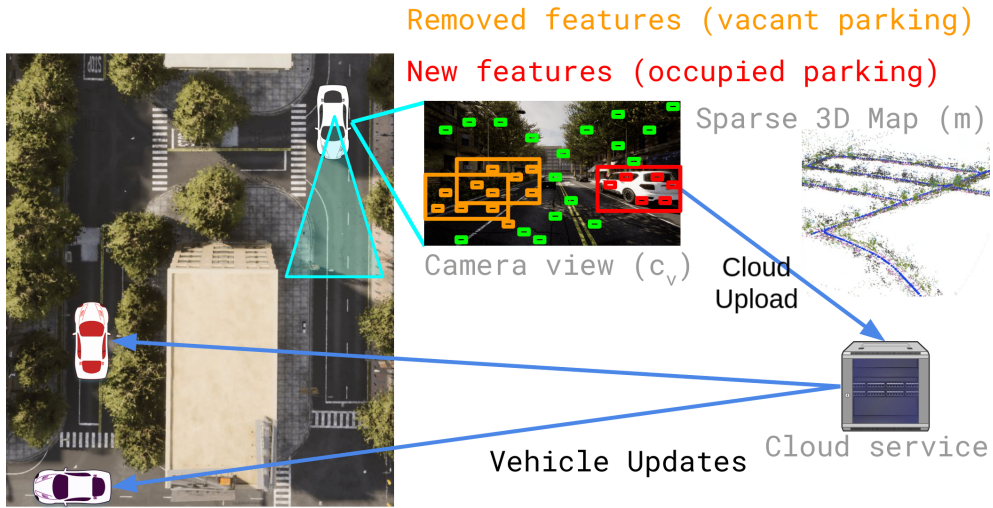 Removed features (vacant parking)
New features (occupied parking)
STOP
Sparse 3D Map (m)
Camera view (cᵥ)
Cloud
Upload
Cloud service
Vehicle Updates